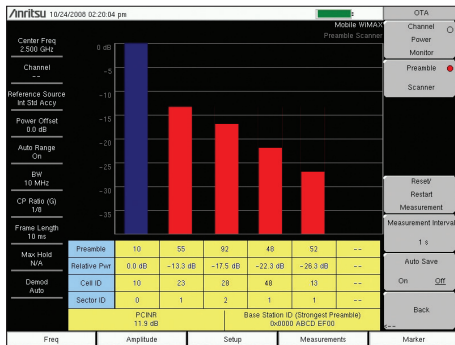 Anritsu 10/24/2008 02:20:04 pm
OTA
Mobile WiMAX
Preamble Scanner
Center Freq
2.500 GHz
Channel
--
Reference Source
Int Std Accy
Power Offset
0.0 dB
Auto Range
On
BW
10 MHz
CP Ratio (G)
1/8
Frame Length
10 ms
Max Hold
N/A
Demod
Auto
0 dB
-5
-10
-15
-20
-25
-30
-35
Preamble 10 55 92 48 52 --
Relative Pwr 0.0 dB -13.3 dB -17.5 dB -22.3 dB -26.3 dB --
Cell ID 10 23 28 48 13 --
Sector ID 0 1 2 1 1 --
PCINR
11.9 dB
Base Station ID (Strongest Preamble)
0x0000 ABCD EF00
Channel
Power
Monitor
Preamble
Scanner
Reset/
Restart
Measurement
Measurement Interval
1 s
Auto Save
On Off
Back
<--
Freq Amplitude Setup Measurements Marker